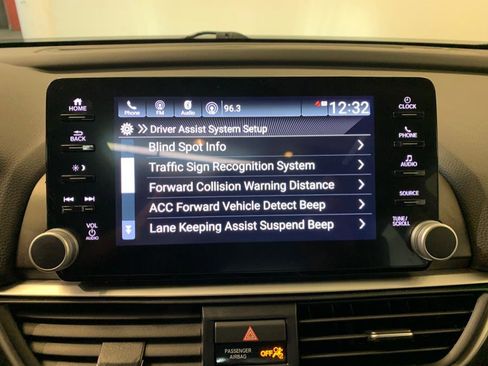 HOME
BACK
VOL
AUDIO
Phone FM Audio 96.3 12:32
Driver Assist System Setup
Blind Spot Info
Traffic Sign Recognition System
Forward Collision Warning Distance
ACC Forward Vehicle Detect Beep
Lane Keeping Assist Suspend Beep
CLOCK
PHONE
AUDIO
SOURCE
TUNE/
SCROLL
PASSENGER
AIRBAG
OFF